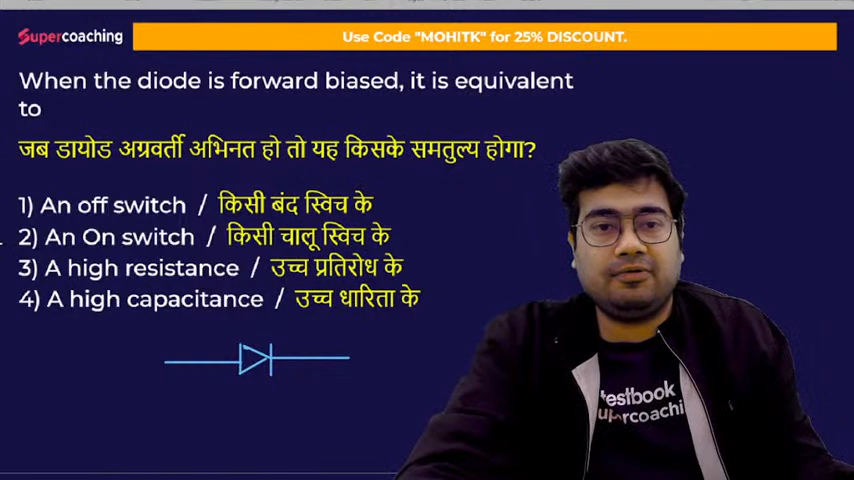 Supercoaching
Use Code "MOHITK" for 25% DISCOUNT.
When the diode is forward biased, it is equivalent
to
जब डायोड अग्रवर्ती अभिनत हो तो यह किसके समतुल्य होगा?
1) An off switch / किसी बंद स्विच के
2) An On switch / किसी चालू स्विच के
3) A high resistance / उच्च प्रतिरोध के
4) A high capacitance / उच्च धारिता के
testbook